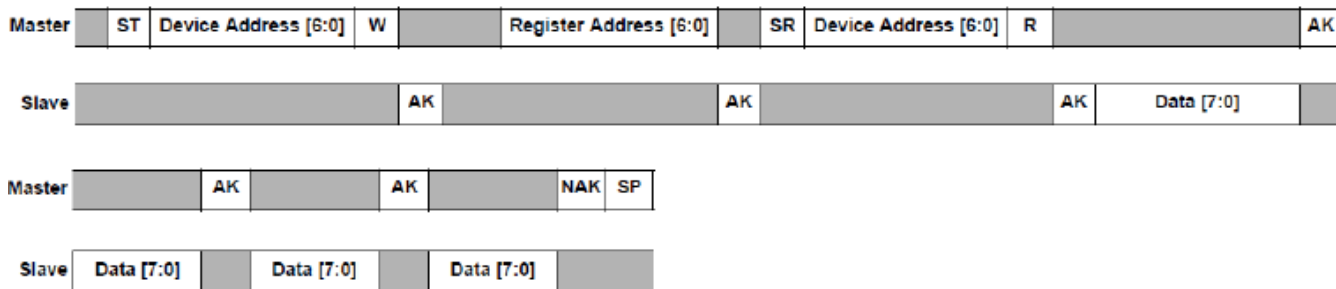 Master ST Device Address [6:0] W Register Address [6:0] SR Device Address [6:0] R AK
Slave AK AK AK Data [7:0]
Master AK AK NAK SP
Slave Data [7:0] Data [7:0] Data [7:0]